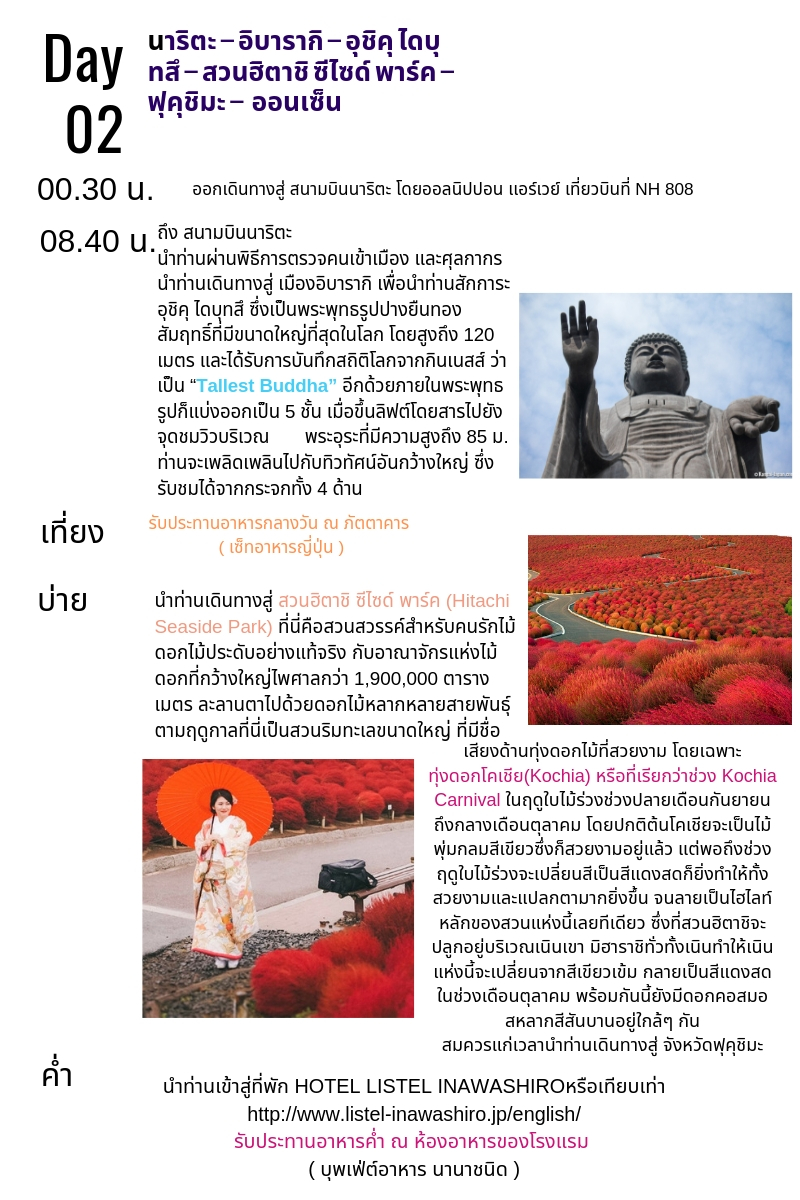 Day
02
นาริตะ – อิบารากิ – อุชิคุ ไดบุ
ทสึ – สวนฮิตาชิ ซีไซด์ พาร์ค –
ฟุคุชิมะ – ออนเซ็น
00.30 น.
ออกเดินทางสู่ สนามบินนาริตะ โดยออลนิปปอน แอร์เวย์ เที่ยวบินที่ NH 808
08.40 น.
ถึง สนามบินนาริตะ
นำท่านผ่านพิธีการตรวจคนเข้าเมือง และศุลกากร
นำท่านเดินทางสู่ เมืองอิบารากิ เพื่อนำท่านสักการะ
อุชิคุ ไดบุทสึ ซึ่งเป็นพระพุทธรูปปางยืนทอง
สัมฤทธิ์ที่มีขนาดใหญ่ที่สุดในโลก โดยสูงถึง 120
เมตร และได้รับการบันทึกสถิติโลกจากกินเนสส์ ว่า
เป็น “Tallest Buddha” อีกด้วยภายในพระพุทธ
รูปก็แบ่งออกเป็น 5 ชั้น เมื่อขึ้นลิฟต์โดยสารไปยัง
จุดชมวิวบริเวณ พระอุระที่มีความสูงถึง 85 ม.
ท่านจะเพลิดเพลินไปกับทิวทัศน์อันกว้างใหญ่ ซึ่ง
รับชมได้จากกระจกทั้ง 4 ด้าน
เที่ยง
รับประทานอาหารกลางวัน ณ ภัตตาคาร
( เซ็ทอาหารญี่ปุ่น )
บ่าย
นำท่านเดินทางสู่ สวนฮิตาชิ ซีไซด์ พาร์ค (Hitachi
Seaside Park) ที่นี่คือสวนสวรรค์สำหรับคนรักไม้
ดอกไม้ประดับอย่างแท้จริง กับอาณาจักรแห่งไม้
ดอกที่กว้างใหญ่ไพศาลกว่า 1,900,000 ตาราง
เมตร ละลานตาไปด้วยดอกไม้หลากหลายสายพันธุ์
ตามฤดูกาลที่นี่เป็นสวนริมทะเลขนาดใหญ่ ที่มีชื่อ
เสียงด้านทุ่งดอกไม้ที่สวยงาม โดยเฉพาะ
ทุ่งดอกโคเชีย(Kochia) หรือที่เรียกว่าช่วง Kochia
Carnival ในฤดูใบไม้ร่วงช่วงปลายเดือนกันยายน
ถึงกลางเดือนตุลาคม โดยปกติต้นโคเชียจะเป็นไม้
พุ่มกลมสีเขียวซึ่งก็สวยงามอยู่แล้ว แต่พอถึงช่วง
ฤดูใบไม้ร่วงจะเปลี่ยนสีเป็นสีแดงสดก็ยิ่งทำให้ทั้ง
สวยงามและแปลกตามากยิ่งขึ้น จนลายเป็นไฮไลท์
หลักของสวนแห่งนี้เลยทีเดียว ซึ่งที่สวนฮิตาชิจะ
ปลูกอยู่บริเวณเนินเขา มิฮาราชิทั่วทั้งเนินทำให้เนิน
แห่งนี้จะเปลี่ยนจากสีเขียวเข้ม กลายเป็นสีแดงสด
ในช่วงเดือนตุลาคม พร้อมกันนี้ยังมีดอกคอสมอ
สหลากสีสันบานอยู่ใกล้ๆ กัน
สมควรแก่เวลานำท่านเดินทางสู่ จังหวัดฟุคุชิมะ
ค่ำ
นำท่านเข้าสู่ที่พัก HOTEL LISTEL INAWASHIROหรือเทียบเท่า
http://www.listel-inawashiro.jp/english/
รับประทานอาหารค่ำ ณ ห้องอาหารของโรงแรม
( บุพเฟ่ต์อาหาร นานาชนิด )